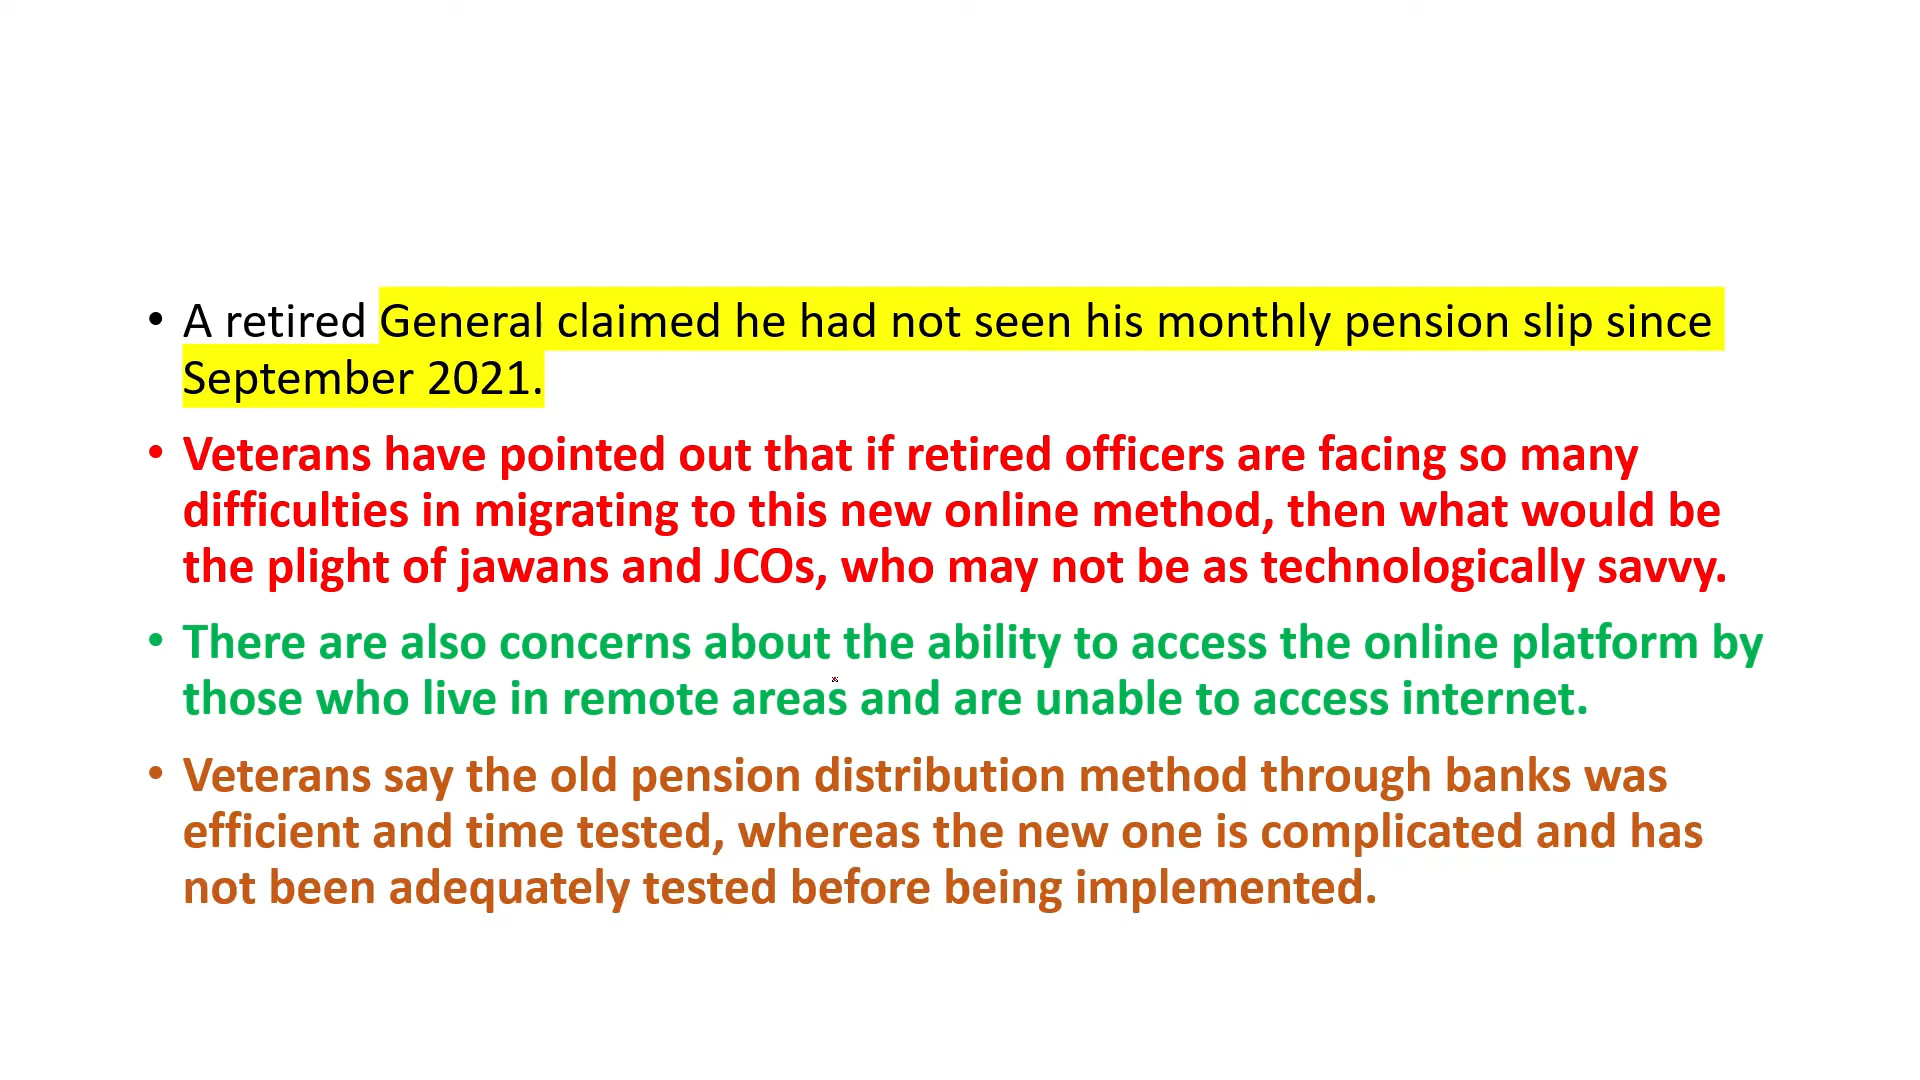 • A retired General claimed he had not seen his monthly pension slip since
September 2021.
• Veterans have pointed out that if retired officers are facing so many
difficulties in migrating to this new online method, then what would be
the plight of jawans and JCOs, who may not be as technologically savvy.
• There are also concerns about the ability to access the online platform by
those who live in remote areas and are unable to access internet.
• Veterans say the old pension distribution method through banks was
efficient and time tested, whereas the new one is complicated and has
not been adequately tested before being implemented.